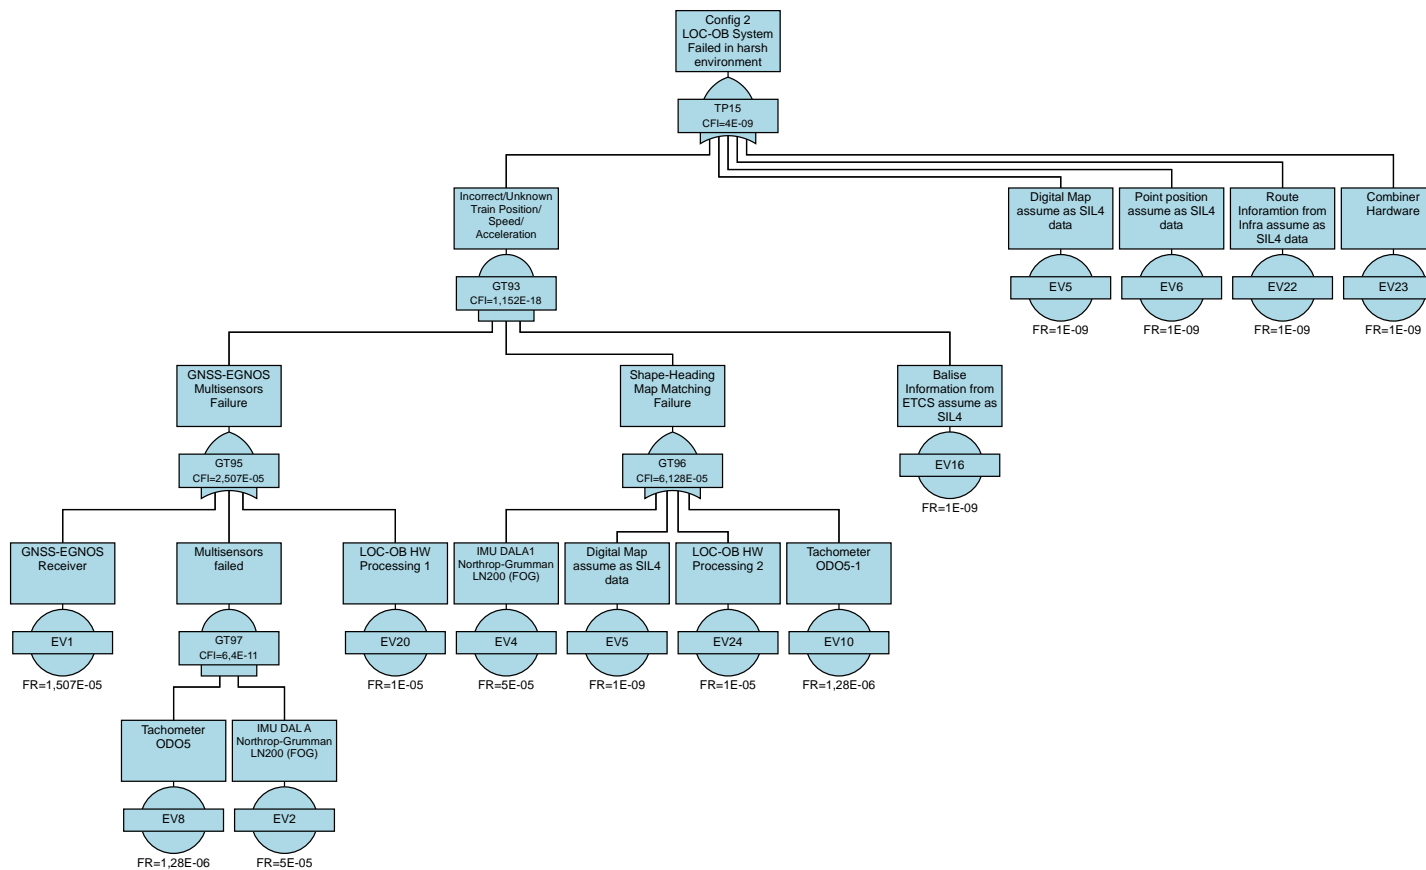 Config 2
LOC-OB System
Failed in harsh
environment
TP15
CFI=4E-09
Incorrect/Unknown
Train Position/
Speed/
Acceleration
GT93
CFI=1,152E-18
Digital Map
assume as SIL4
data
EV5
FR=1E-09
Point position
assume as SIL4
data
EV6
FR=1E-09
Route
Inforamtion from
Infra assume as
SIL4 data
EV22
FR=1E-09
Combiner
Hardware
EV23
FR=1E-09
GNSS-EGNOS
Multisensors
Failure
GT95
CFI=2,507E-05
Shape-Heading
Map Matching
Failure
GT96
CFI=6,128E-05
Balise
Information from
ETCS assume as
SIL4
EV16
FR=1E-09
GNSS-EGNOS
Receiver
EV1
FR=1,507E-05
Multisensors
failed
GT97
CFI=6,4E-11
LOC-OB HW
Processing 1
EV20
FR=1E-05
IMU DALA1
Northrop-Grumman
LN200 (FOG)
EV4
FR=5E-05
Digital Map
assume as SIL4
data
EV5
FR=1E-09
LOC-OB HW
Processing 2
EV24
FR=1E-05
Tachometer
ODO5-1
EV10
FR=1,28E-06
Tachometer
ODO5
EV8
FR=1,28E-06
IMU DAL A
Northrop-Grumman
LN200 (FOG)
EV2
FR=5E-05